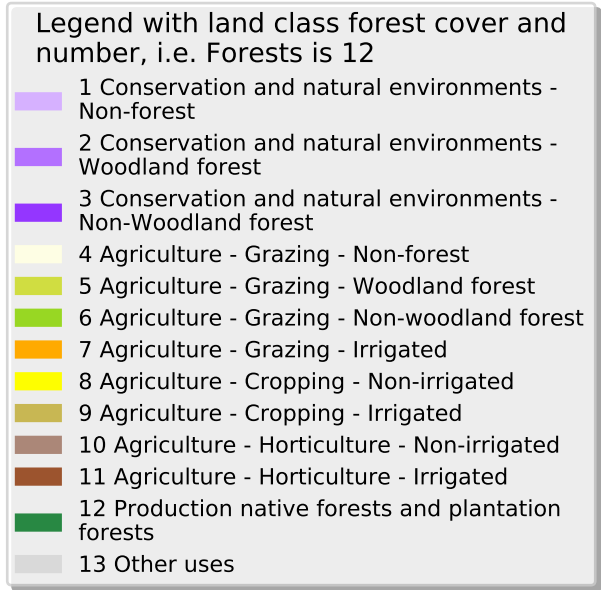 Legend with land class forest cover and
number, i.e. Forests is 12
1 Conservation and natural environments -
Non-forest
2 Conservation and natural environments -
Woodland forest
3 Conservation and natural environments -
Non-Woodland forest
4 Agriculture - Grazing - Non-forest
5 Agriculture - Grazing - Woodland forest
6 Agriculture - Grazing - Non-woodland forest
7 Agriculture - Grazing - Irrigated
8 Agriculture - Cropping - Non-irrigated
9 Agriculture - Cropping - Irrigated
10 Agriculture - Horticulture - Non-irrigated
11 Agriculture - Horticulture - Irrigated
12 Production native forests and plantation
forests
13 Other uses